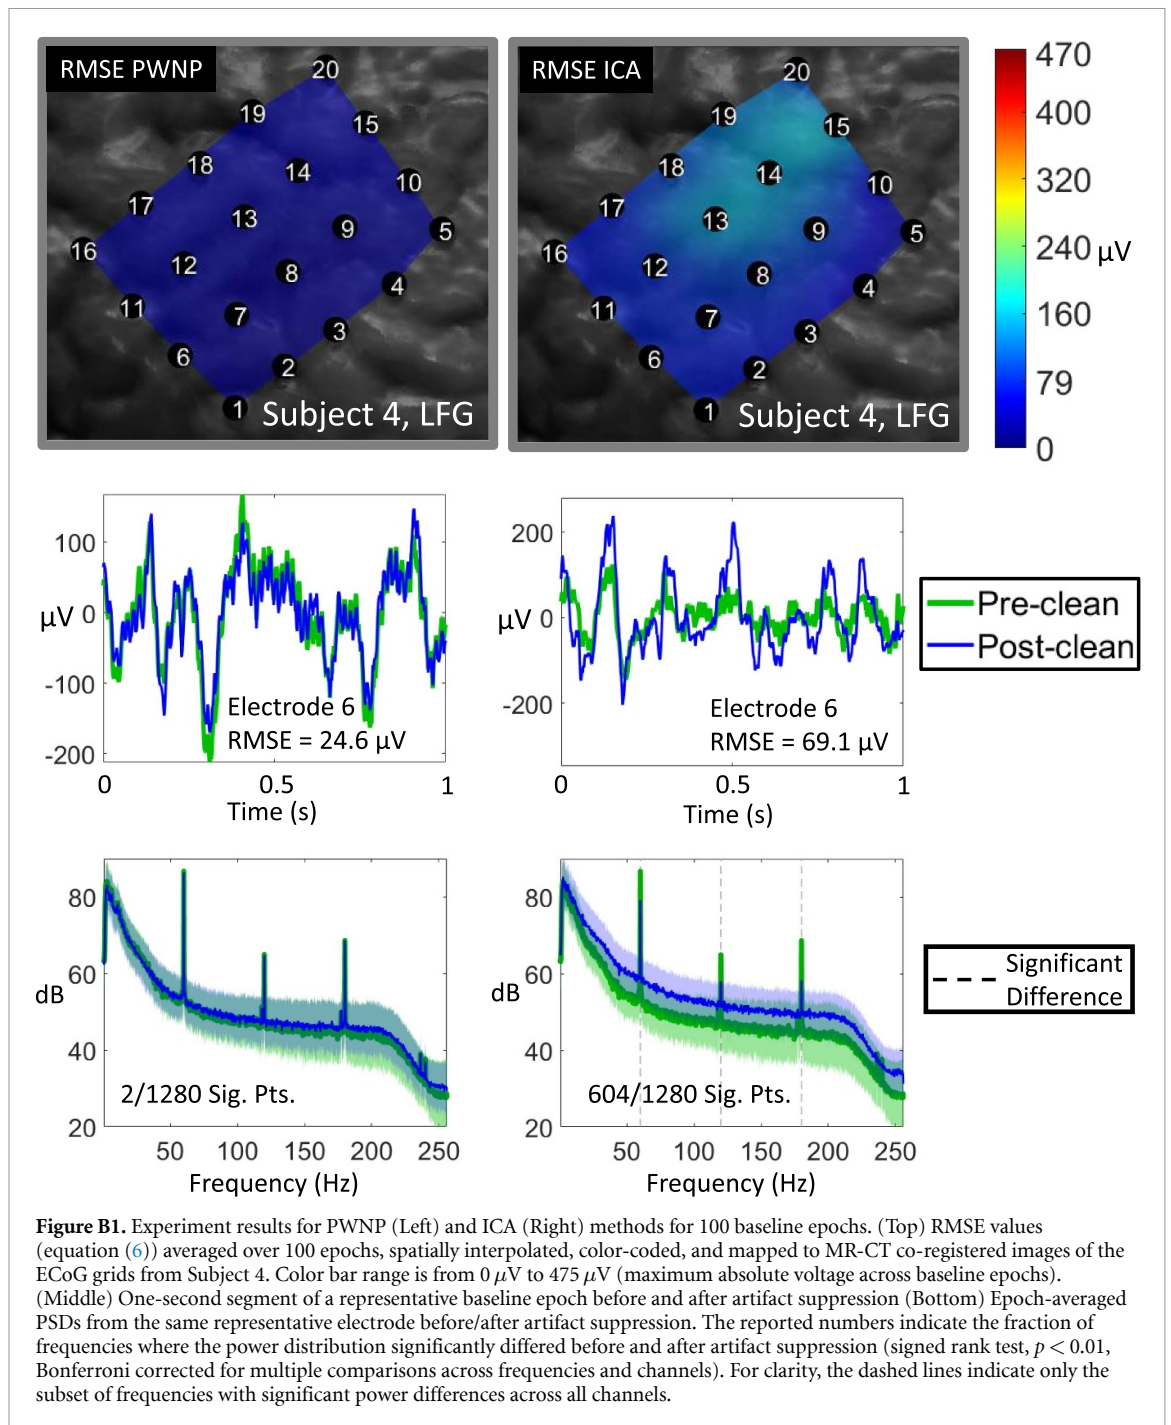 RMSE PWNP
20
19
15
18
14
10
17
13
9
5
16
12
8
4
11
7
3
6
2
1
Subject 4, LFG
RMSE ICA
20
19
15
18
14
10
17
13
9
5
16
12
8
4
11
7
3
6
2
1
Subject 4, LFG
470
400
320
240
160
79
0
µV
100
0
-100
-200
µV
Electrode 6
RMSE = 24.6 µV
0
0.5
1
Time (s)
200
0
-200
µV
Electrode 6
RMSE = 69.1 µV
0
0.5
1
Time (s)
Pre-clean
Post-clean
80
60
40
20
dB
2/1280 Sig. Pts.
50
100
150
200
250
Frequency (Hz)
80
60
40
20
dB
604/1280 Sig. Pts.
50
100
150
200
250
Frequency (Hz)
Significant
Difference
Figure B1. Experiment results for PWNP (Left) and ICA (Right) methods for 100 baseline epochs. (Top) RMSE values
(equation (6)) averaged over 100 epochs, spatially interpolated, color-coded, and mapped to MR-CT co-registered images of the
ECoG grids from Subject 4. Color bar range is from 0 µV to 475 µV (maximum absolute voltage across baseline epochs).
(Middle) One-second segment of a representative baseline epoch before and after artifact suppression (Bottom) Epoch-averaged
PSDs from the same representative electrode before/after artifact suppression. The reported numbers indicate the fraction of
frequencies where the power distribution significantly differed before and after artifact suppression (signed rank test, p < 0.01,
Bonferroni corrected for multiple comparisons across frequencies and channels). For clarity, the dashed lines indicate only the
subset of frequencies with significant power differences across all channels.